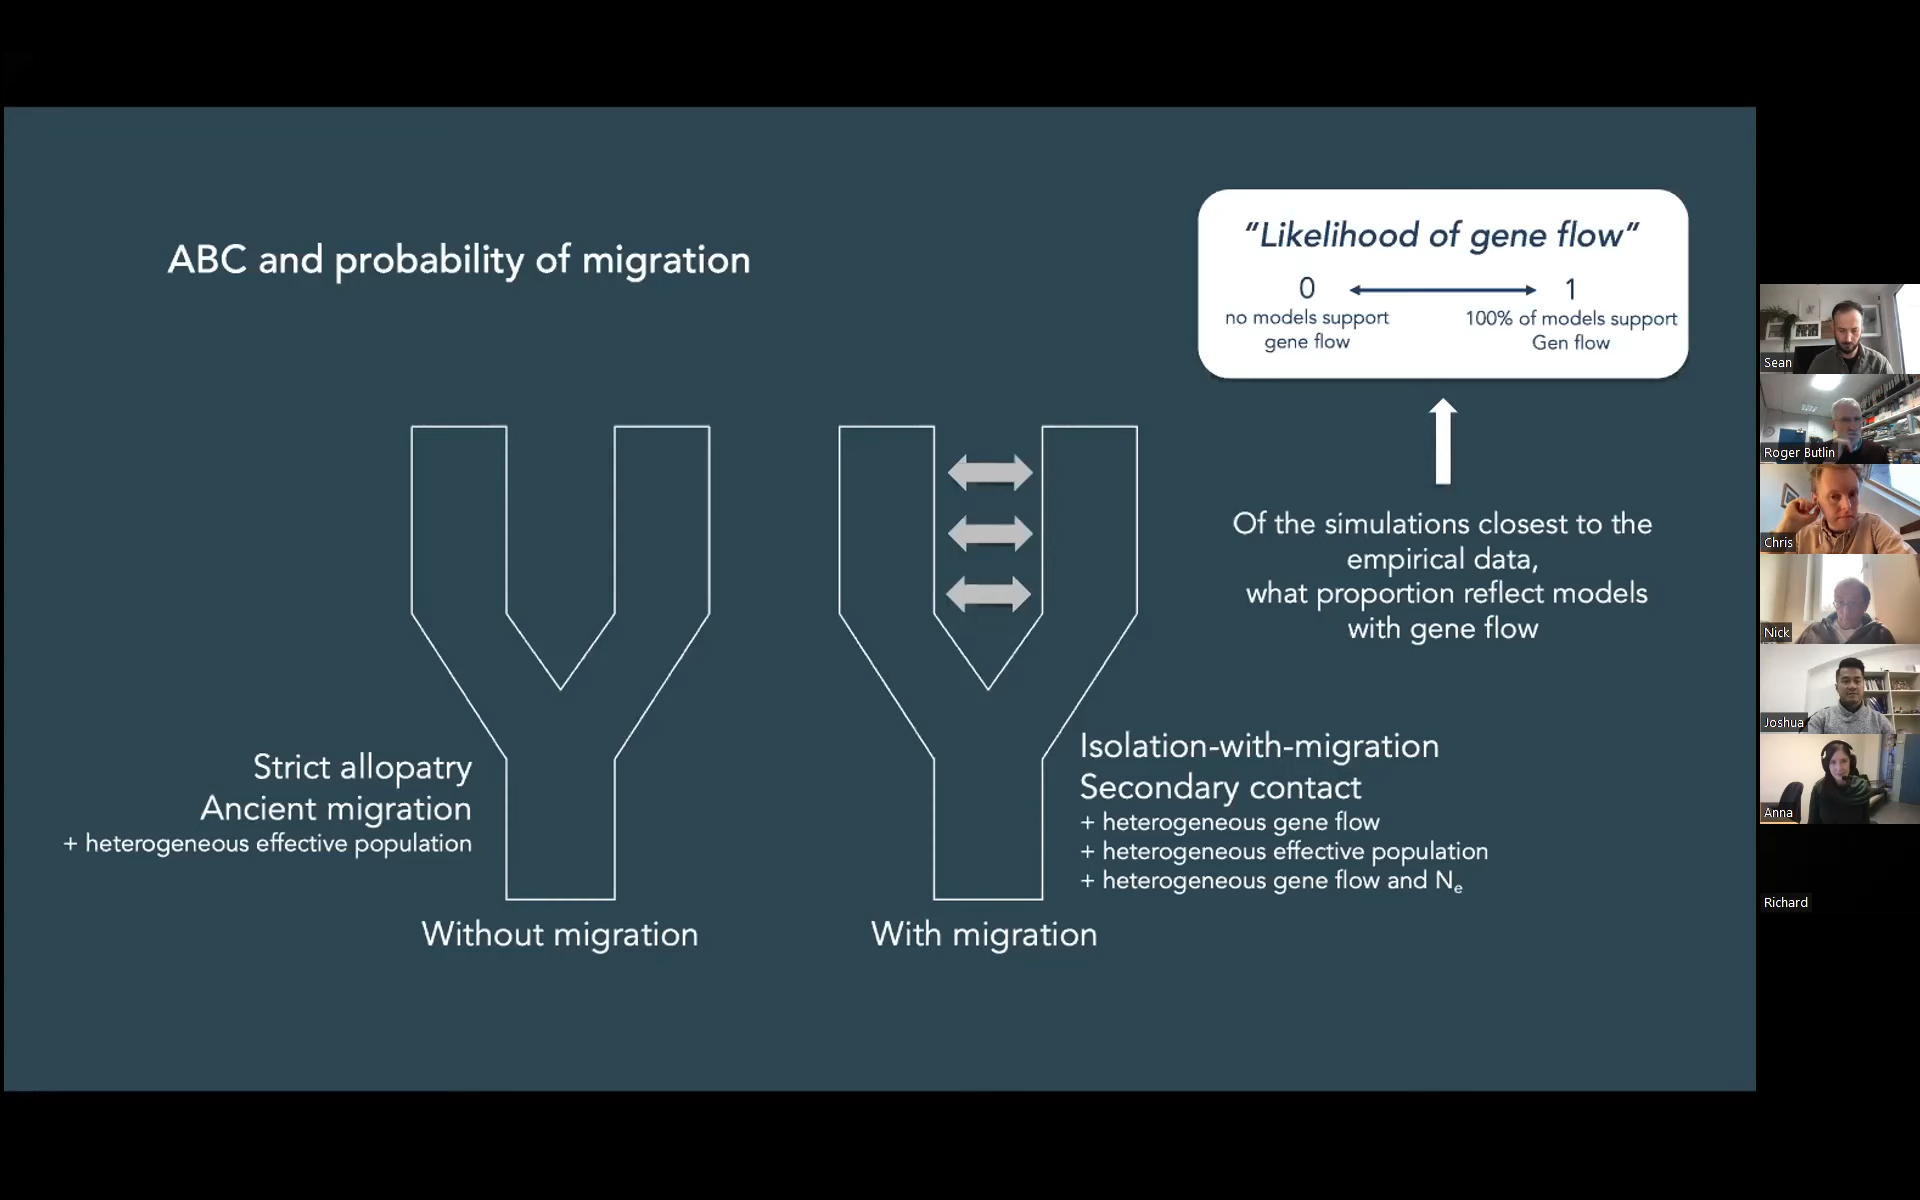 ABC and probability of migration
“Likelihood of gene flow”
0
1
no models support
gene flow
100% of models support
Gen flow
Of the simulations closest to the
empirical data,
what proportion reflect models
with gene flow
Strict allopatry
Ancient migration
+ heterogeneous effective population
Without migration
Isolation-with-migration
Secondary contact
+ heterogeneous gene flow
+ heterogeneous effective population
+ heterogeneous gene flow and Ne
With migration
Sean
Roger Butlin
Chris
Nick
Joshua
Anna
Richard